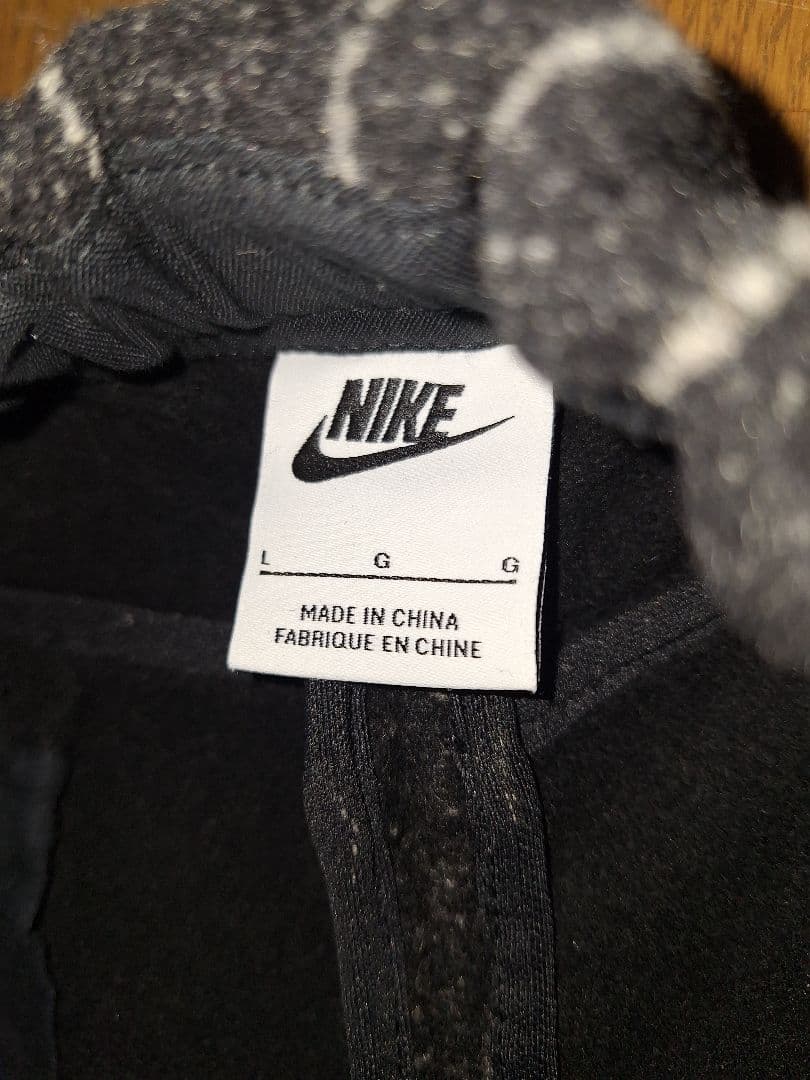 NIKE
L G G
MADE IN CHINA
FABRIQUE EN CHINE